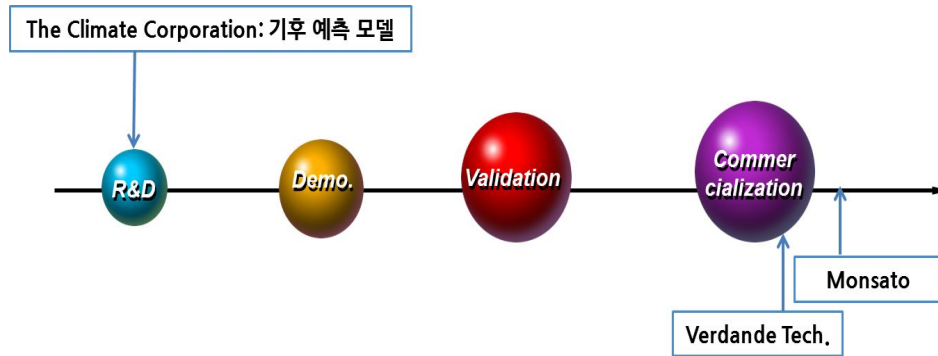 The Climate Corporation: 기후 예측 모델
R&D
Demo.
Validation
Commer
cialization
Monsato
Verdande Tech.